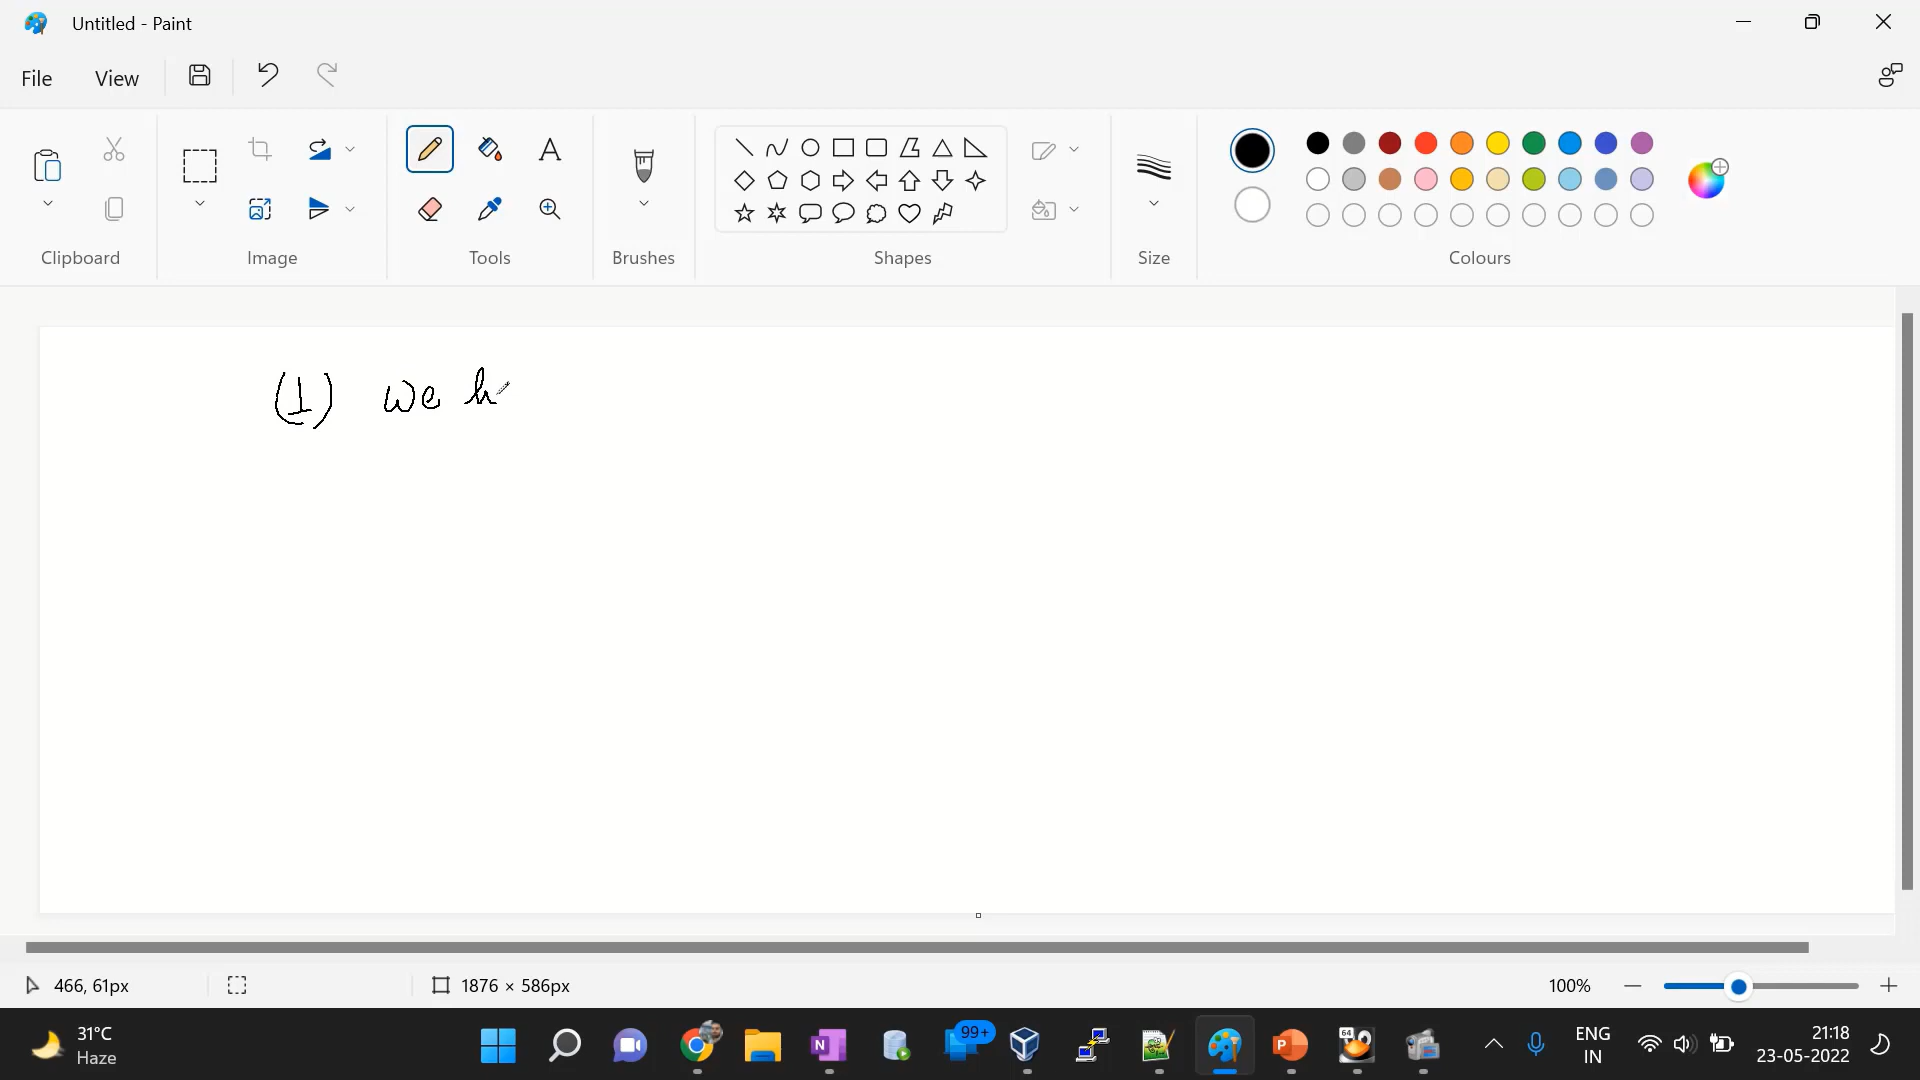 Untitled - Paint
File View
Clipboard Image Tools Brushes Shapes Size Colours
(1) We h
466, 61px 1876 × 586px 100%
99+
64
N P
31°C
Haze
ENG
IN
21:18
23-05-2022